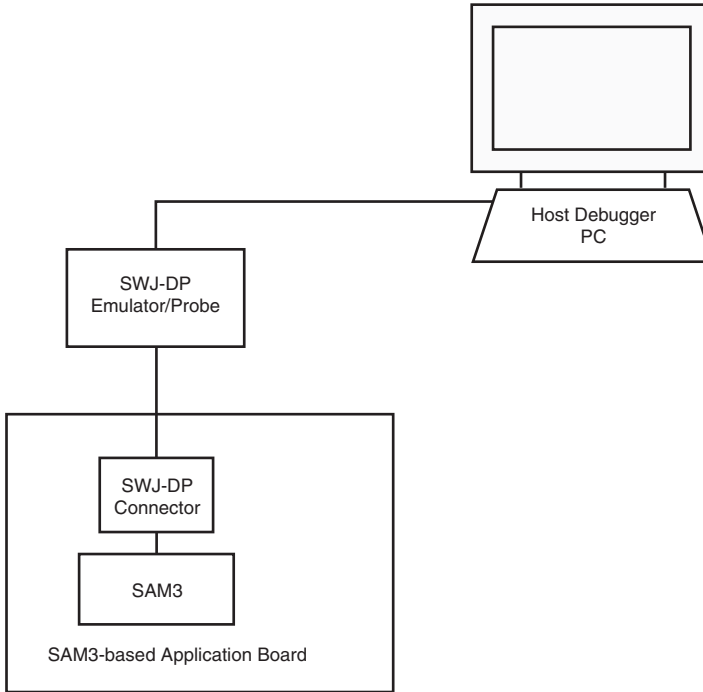 Host Debugger
PC
SWJ-DP
Emulator/Probe
SWJ-DP
Connector
SAM3
SAM3-based Application Board